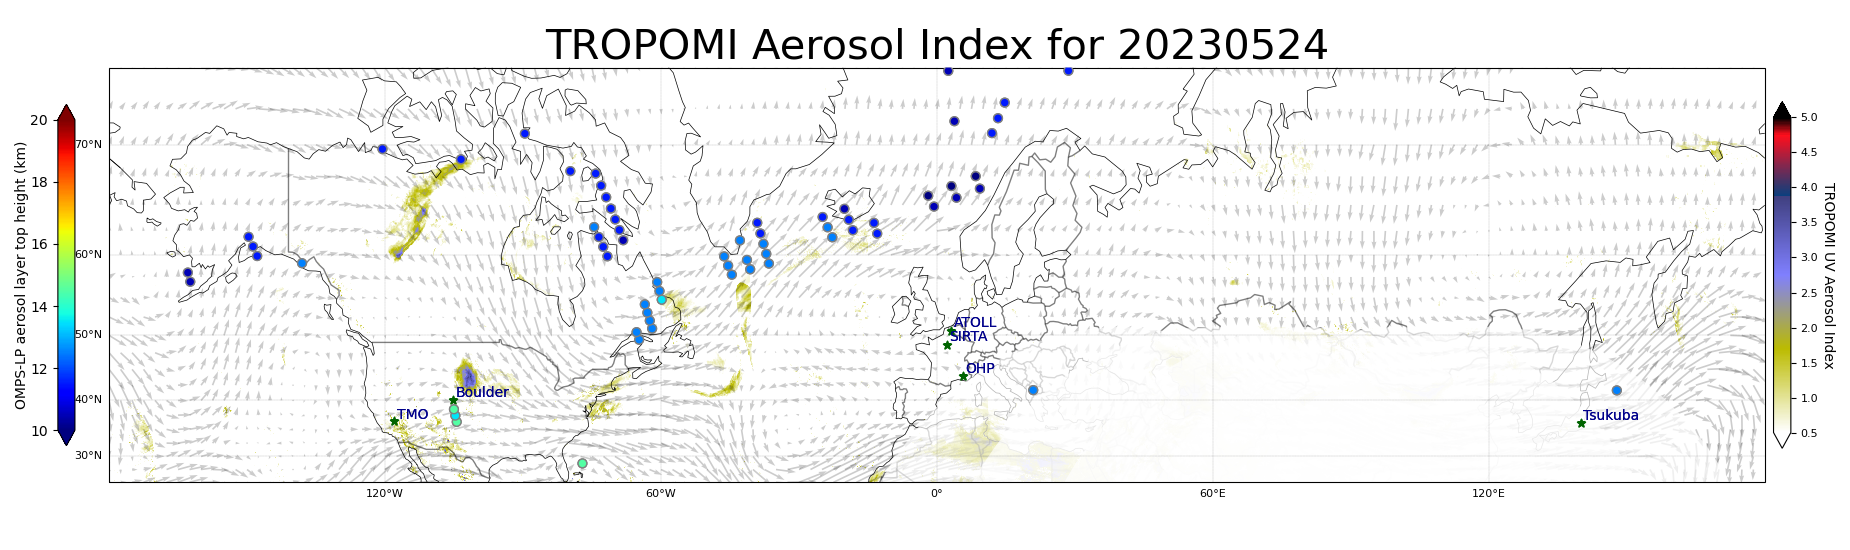 TROPOMI Aerosol Index for 20230524
20
18
16
14
12
10
OMPS-LP aerosol layer top height (km)
70°N
60°N
50°N
40°N
30°N
ATOLL
SIRTA
OHP
Boulder
TMO
Tsukuba
120°W
60°W
0°
60°E
120°E
5.0
4.5
4.0
3.5
3.0
2.5
2.0
1.5
1.0
0.5
TROPOMI UV Aerosol Index